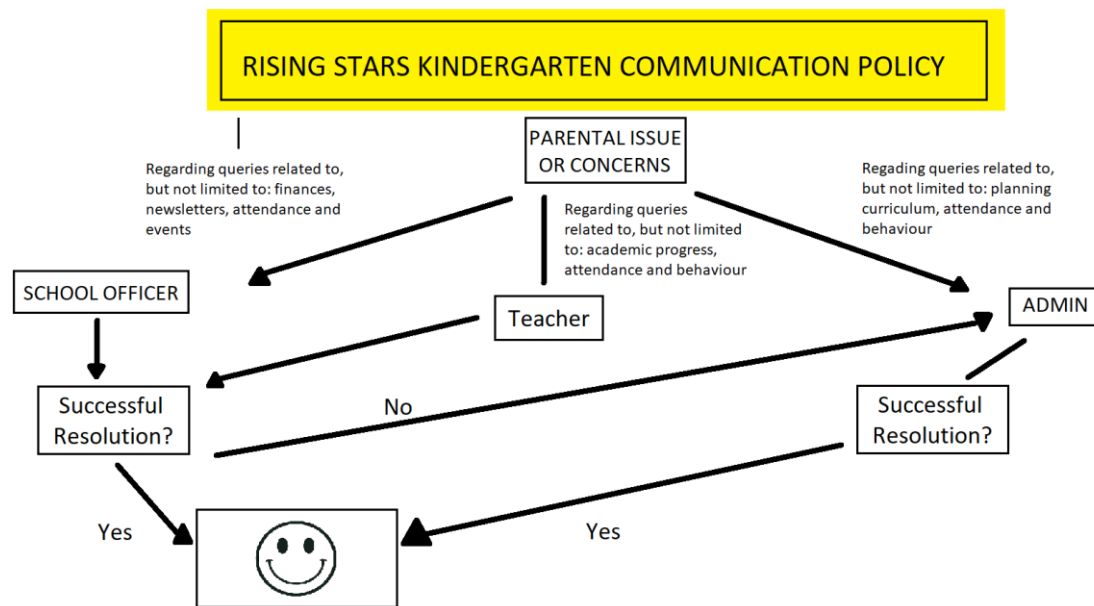 RISING STARS KINDERGARTEN COMMUNICATION POLICY
PARENTAL ISSUE
OR CONCERNS
Regarding queries related to,
but not limited to: finances,
newsletters, attendance and
events
Regarding queries
related to, but not limited
to: academic progress,
attendance and behaviour
Regading queries related to,
but not limited to: planning
curriculum, attendance and
behaviour
SCHOOL OFFICER
Teacher
ADMIN
Successful
Resolution?
No
Successful
Resolution?
Yes
Yes